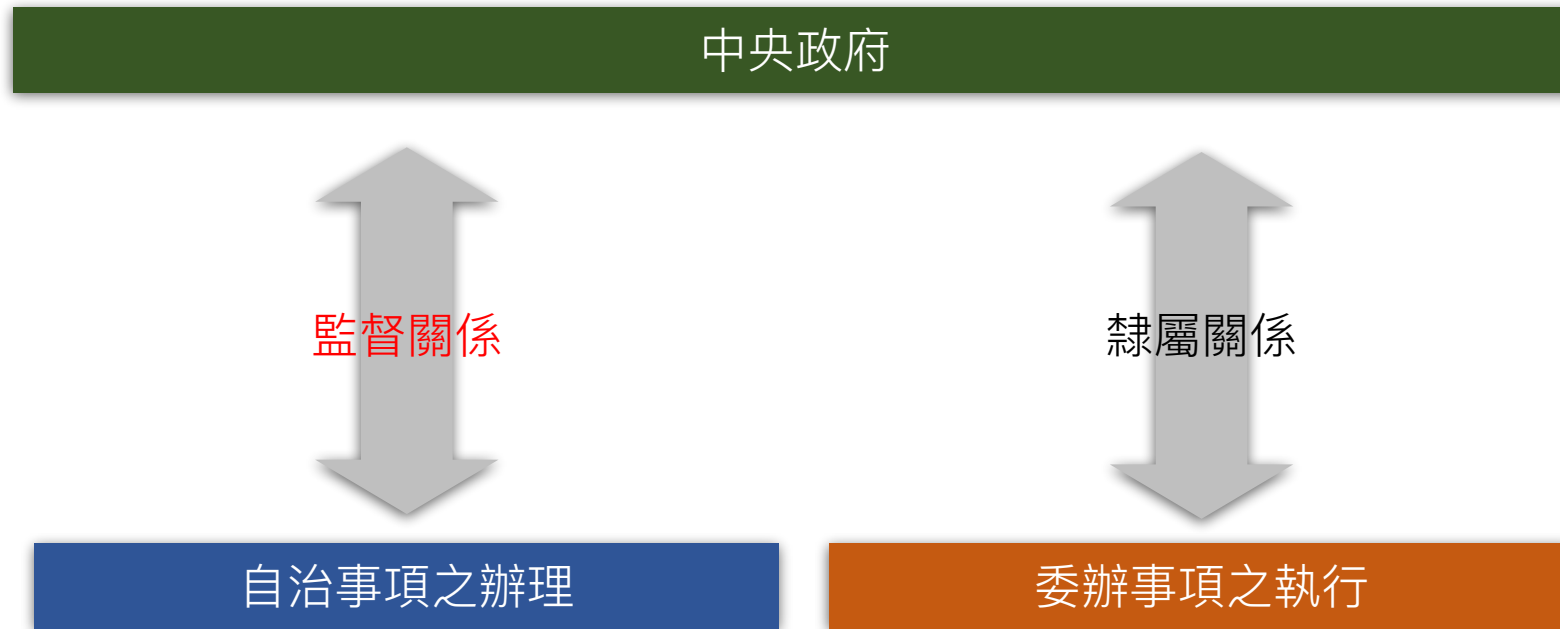 中央政府
監督關係
隸屬關係
自治事項之辦理
委辦事項之執行